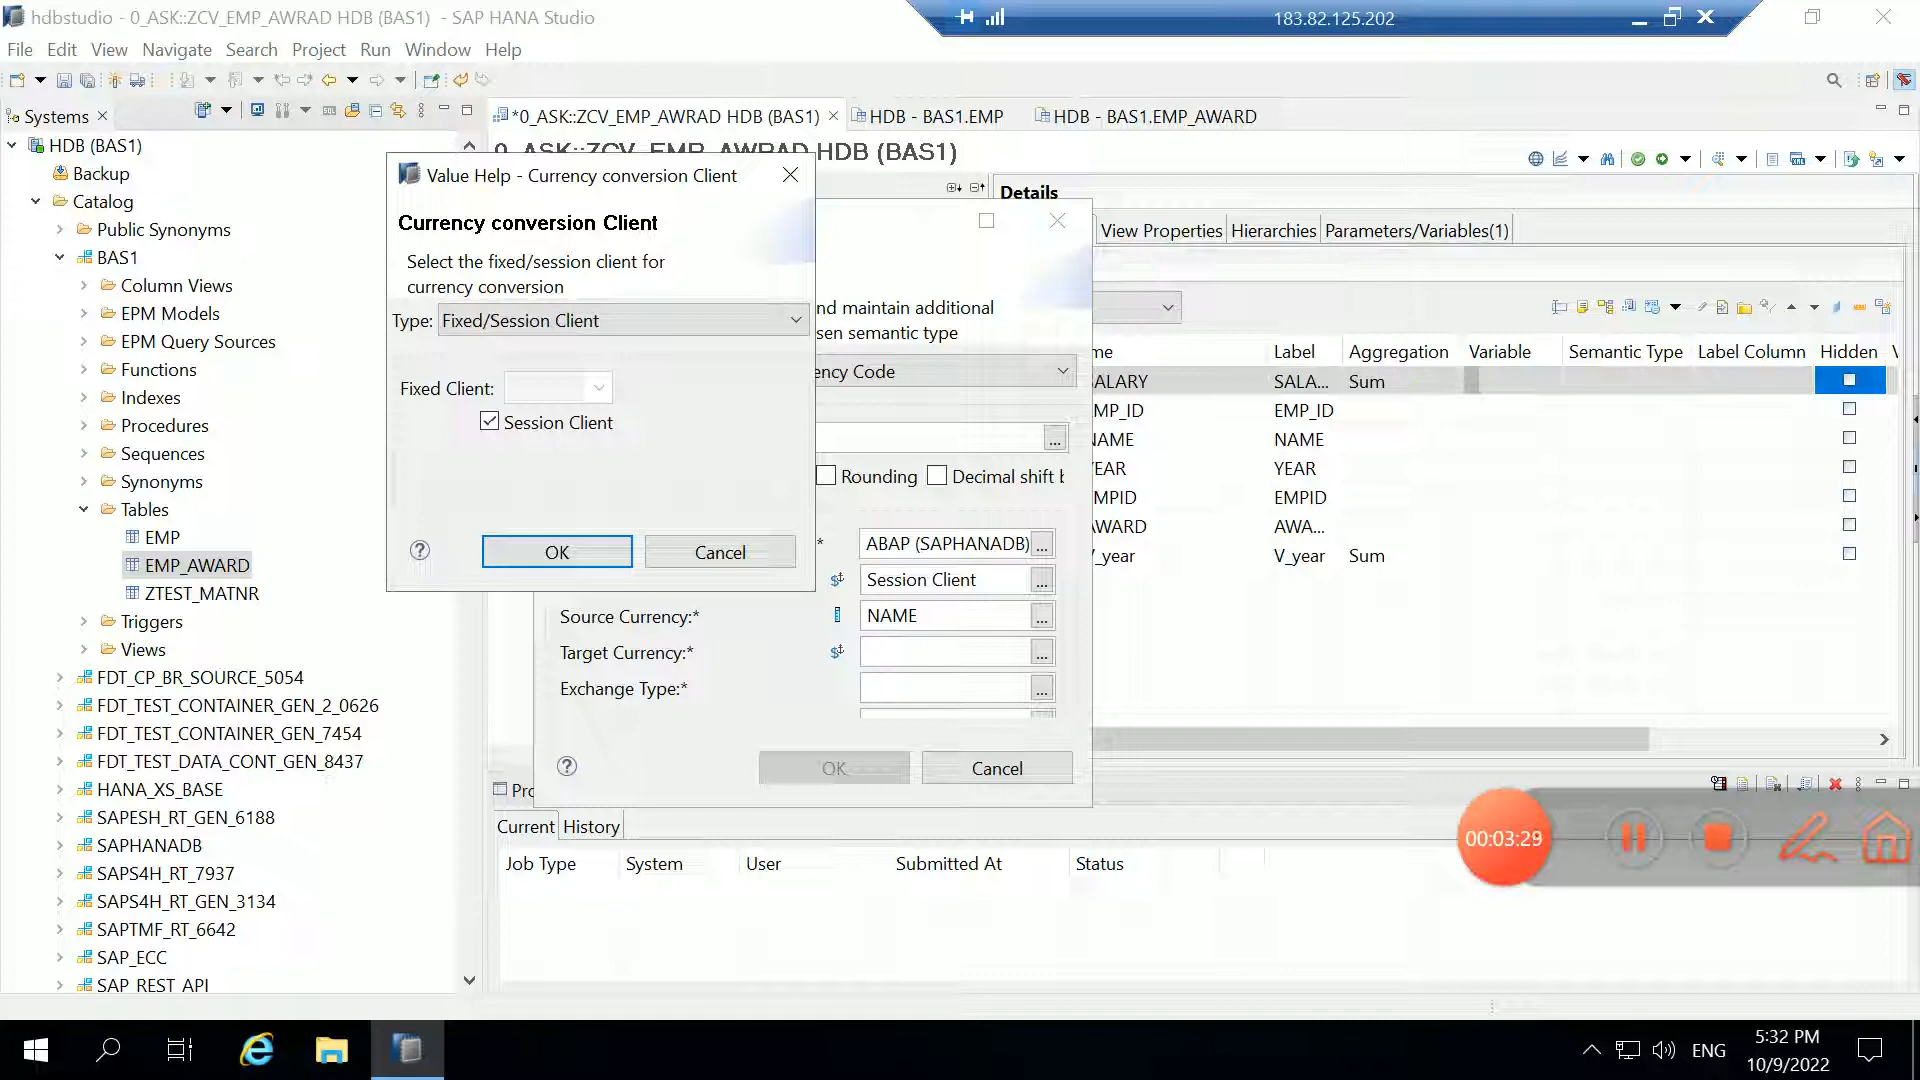 hdbstudio - 0_ASK::ZCV_EMP_AWRAD HDB (BAS1) - SAP HANA Studio
183.82.125.202
File Edit View Navigate Search Project Run Window Help
Systems
*0_ASK::ZCV_EMP_AWRAD HDB (BAS1)
HDB - BAS1.EMP
HDB - BAS1.EMP_AWARD
HDB (BAS1)
Backup
Catalog
Public Synonyms
BAS1
Column Views
EPM Models
EPM Query Sources
Functions
Indexes
Procedures
Sequences
Synonyms
Tables
EMP
EMP_AWARD
ZTEST_MATNR
Triggers
Views
FDT_CP_BR_SOURCE_5054
FDT_TEST_CONTAINER_GEN_2_0626
FDT_TEST_CONTAINER_GEN_7454
FDT_TEST_DATA_CONT_GEN_8437
HANA_XS_BASE
SAPESH_RT_GEN_6188
SAPHANADB
SAPS4H_RT_7937
SAPS4H_RT_GEN_3134
SAPTMF_RT_6642
SAP_ECC
SAP_REST_API
0_ASK::ZCV_EMP_AWRAD HDB (BAS1)
Value Help - Currency conversion Client
Currency conversion Client
Select the fixed/session client for
currency conversion
Type: Fixed/Session Client
Fixed Client:
Session Client
OK Cancel
nd maintain additional
sen semantic type
ency Code
...
Rounding Decimal shift b
* ABAP (SAPHANADB) ...
Session Client ...
Source Currency:* NAME ...
Target Currency:* ...
Exchange Type:* ...
OK Cancel
Details
View Properties Hierarchies Parameters/Variables(1)
me Label Aggregation Variable Semantic Type Label Column Hidden V
SALARY SALA... Sum
MP_ID EMP_ID
NAME NAME
YEAR YEAR
MPID EMPID
AWARD AWA...
V_year V_year Sum
Pro
Current History
Job Type System User Submitted At Status
00:03:29
ENG
5:32 PM
10/9/2022